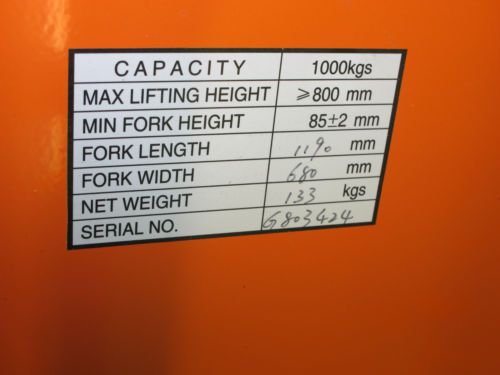 CAPACITY 1000kgs
MAX LIFTING HEIGHT ⩾800 mm
MIN FORK HEIGHT 85±2 mm
FORK LENGTH 1190 mm
FORK WIDTH 680 mm
NET WEIGHT 133 kgs
SERIAL NO. G803424